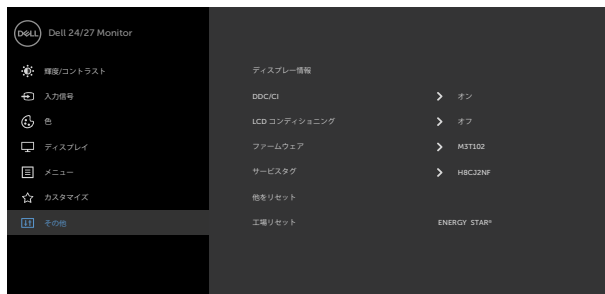 DELL Dell 24/27 Monitor
輝度/コントラスト
入力信号
色
ディスプレイ
メニュー
カスタマイズ
その他
ディスプレー情報
DDC/CI オン
LCD コンディショニング オフ
ファームウェア M3T102
サービスタグ H8CJ2NF
他をリセット
工場リセット ENERGY STAR®